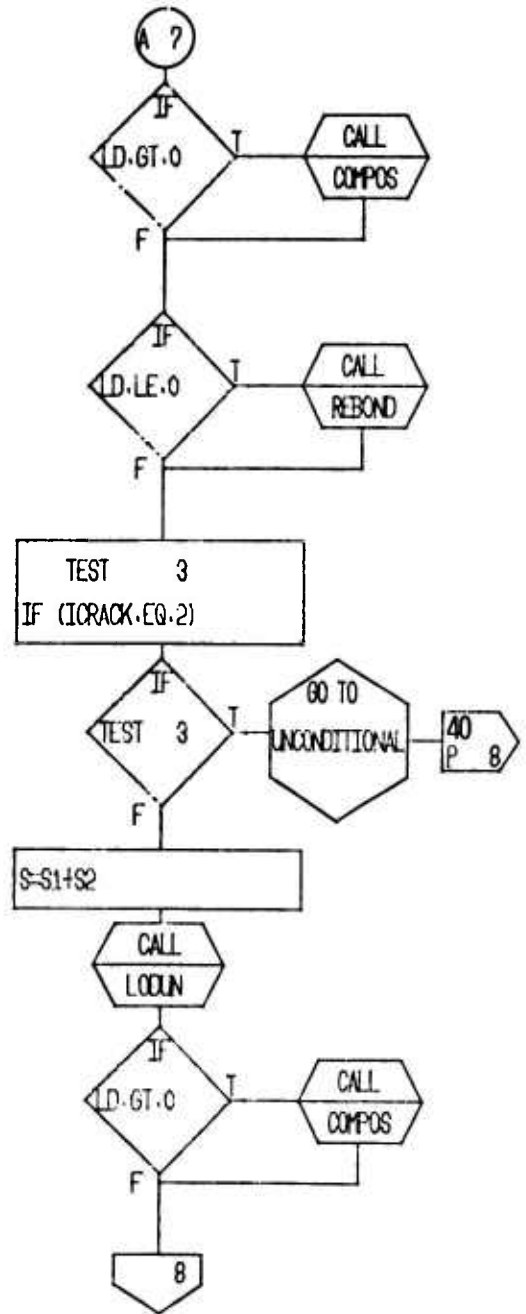 A 7
IF
LD.GT.0
T
CALL
COMPOS
F
IF
LD.LE.0
T
CALL
REBOND
F
TEST 3
IF (ICRACK.EQ.2)
IF
TEST 3
T
GO TO
UNCONDITIONAL
40
P 8
F
S=S1+S2
CALL
LODUN
IF
LD.GT.0
T
CALL
COMPOS
F
8